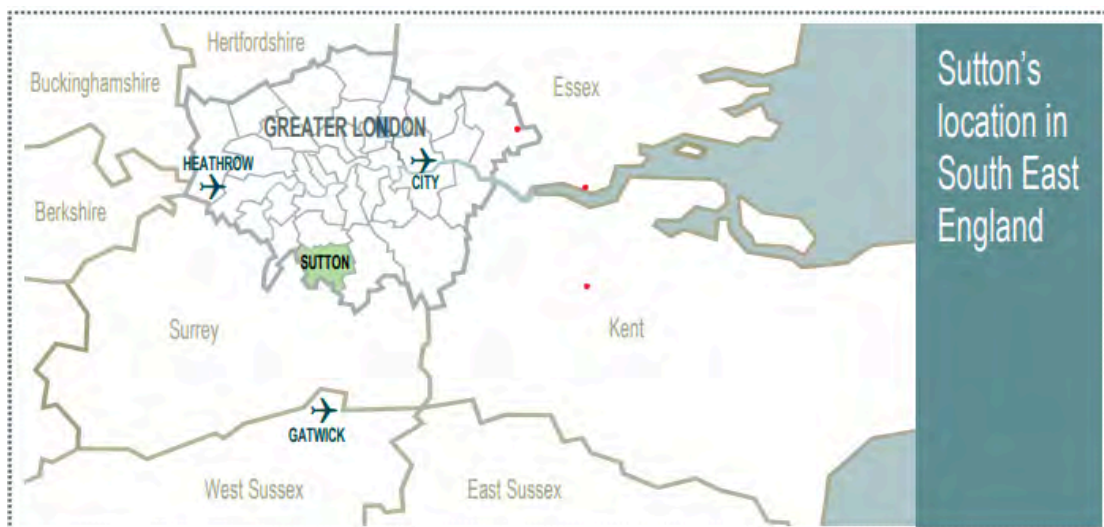 Hertfordshire
Buckinghamshire
Essex
GREATER LONDON
HEATHROW
CITY
Berkshire
SUTTON
Surrey
Kent
GATWICK
West Sussex
East Sussex
Sutton's
location in
South East
England